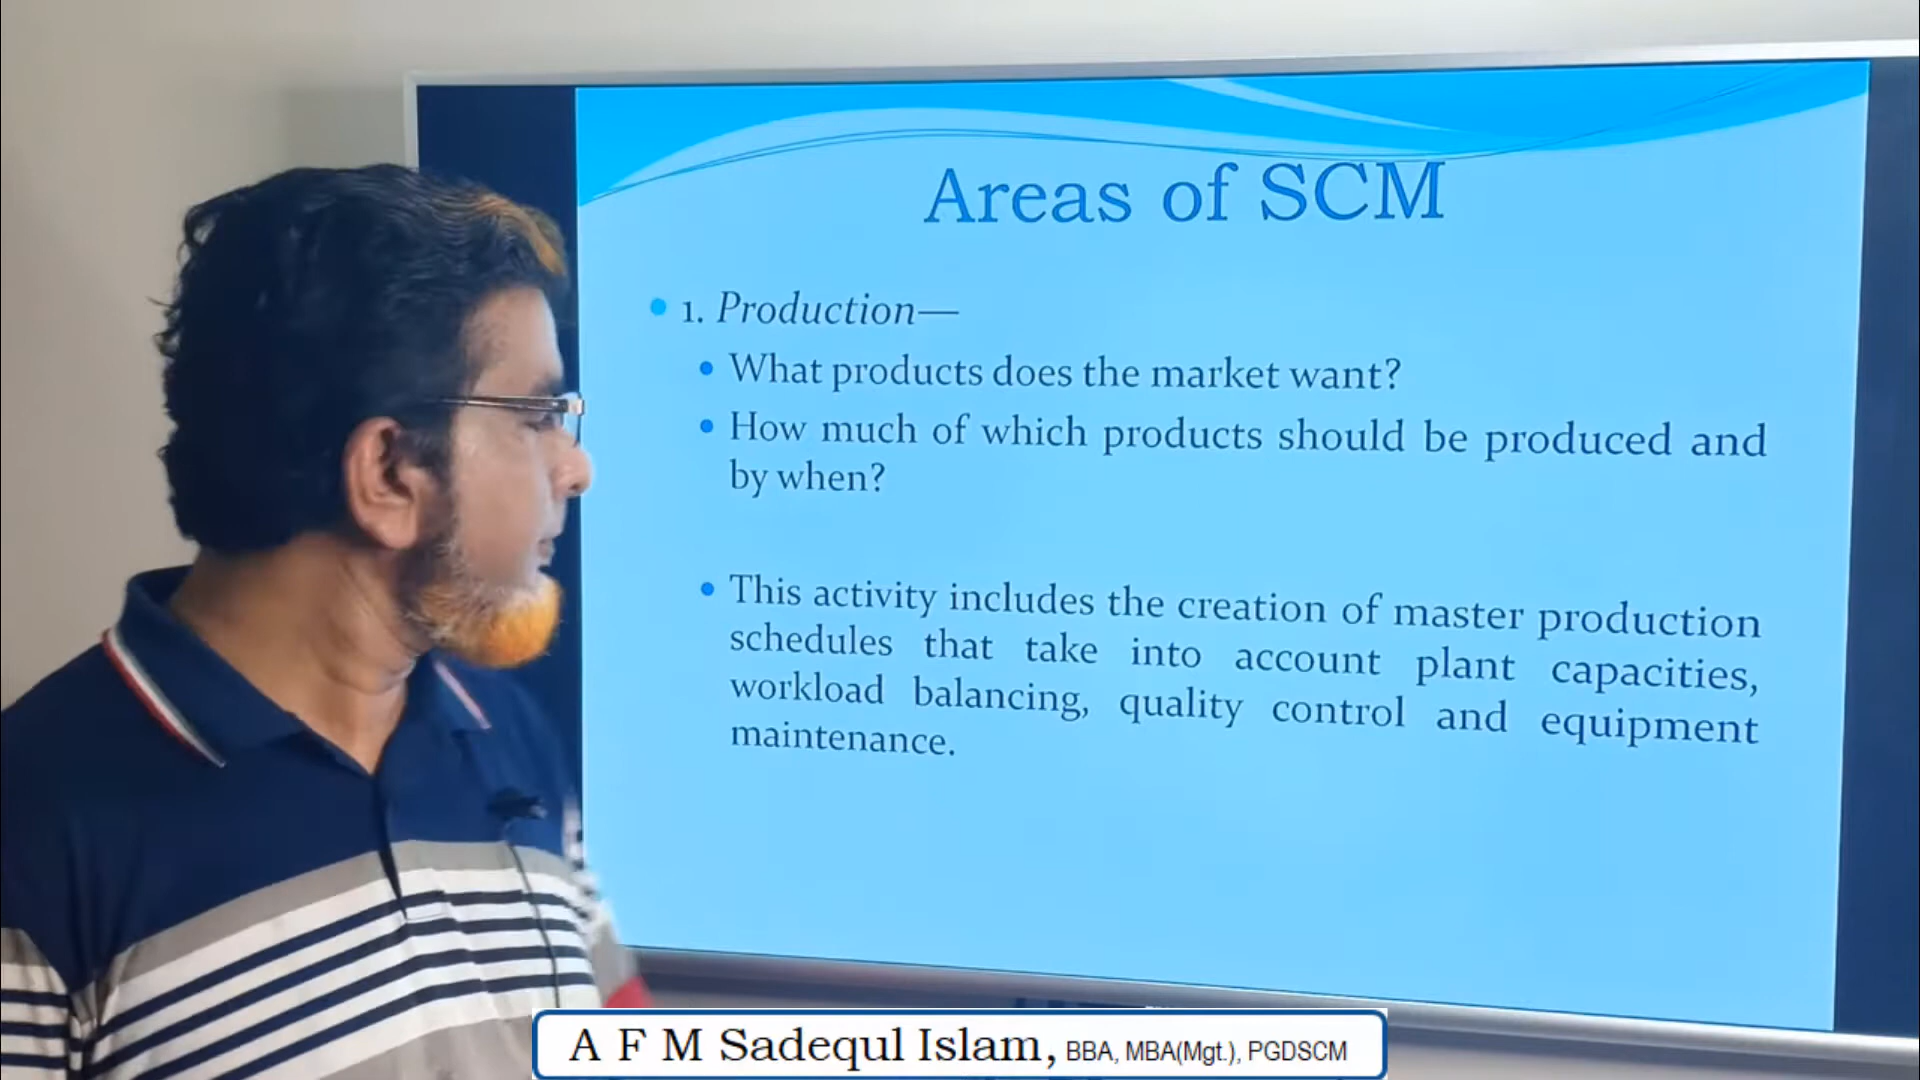 Areas of SCM
• 1. Production—
• What products does the market want?
• How much of which products should be produced and
by when?
• This activity includes the creation of master production
schedules that take into account plant capacities,
workload balancing, quality control and equipment
maintenance.
A F M Sadequl Islam, BBA, MBA(Mgt.), PGDSCM